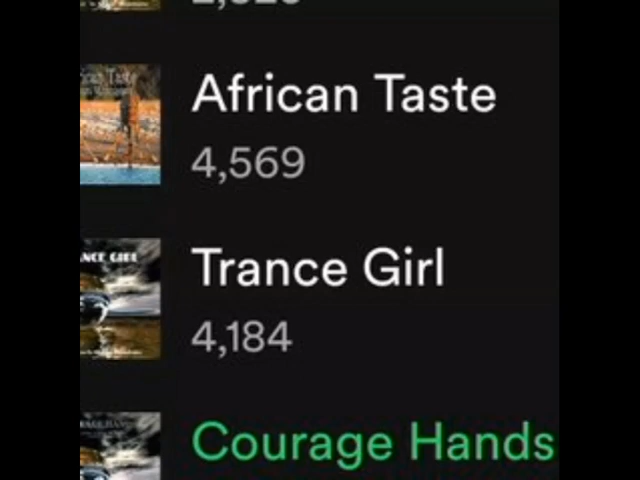 African Taste
4,569
Trance Girl
4,184
Courage Hands